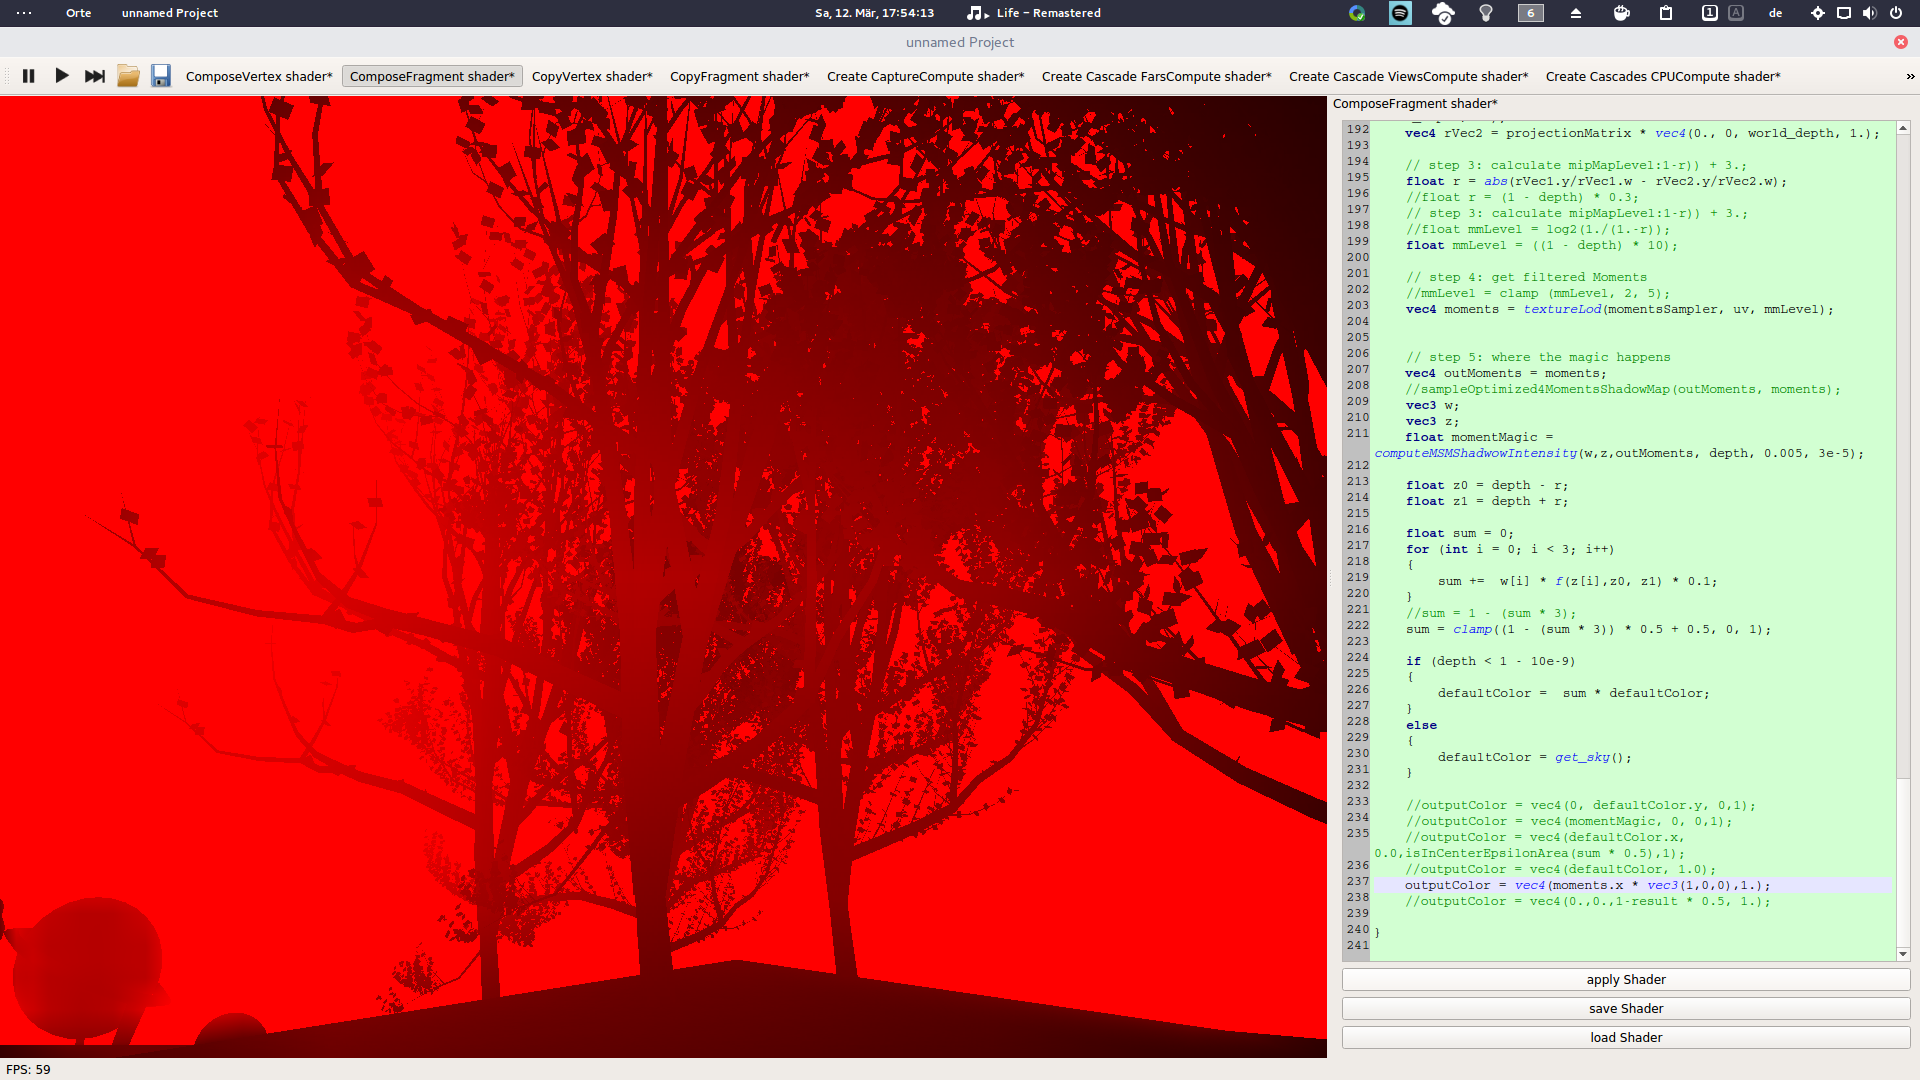 Orte
unnamed Project
Sa, 12. Mär, 17:54:13
Life – Remastered
6
1
A
de
unnamed Project
ComposeVertex shader*
ComposeFragment shader*
CopyVertex shader*
CopyFragment shader*
Create CaptureCompute shader*
Create Cascade FarsCompute shader*
Create Cascade ViewsCompute shader*
Create Cascades CPUCompute shader*
»
ComposeFragment shader*
192 vec4 rVec2 = projectionMatrix * vec4(0., 0, world_depth, 1.);
193
194 // step 3: calculate mipMapLevel:1-r)) + 3.;
195 float r = abs(rVec1.y/rVec1.w - rVec2.y/rVec2.w);
196 //float r = (1 - depth) * 0.3;
197 // step 3: calculate mipMapLevel:1-r)) + 3.;
198 //float mmLevel = log2(1./(1.-r));
199 float mmLevel = ((1 - depth) * 10);
200
201 // step 4: get filtered Moments
202 //mmLevel = clamp (mmLevel, 2, 5);
203 vec4 moments = textureLod(momentsSampler, uv, mmLevel);
204
205
206 // step 5: where the magic happens
207 vec4 outMoments = moments;
208 //sampleOptimized4MomentsShadowMap(outMoments, moments);
209 vec3 w;
210 vec3 z;
211 float momentMagic =
computeMSMShadwowIntensity(w,z,outMoments, depth, 0.005, 3e-5);
212
213 float z0 = depth - r;
214 float z1 = depth + r;
215
216 float sum = 0;
217 for (int i = 0; i < 3; i++)
218 {
219 sum +=  w[i] * f(z[i],z0, z1) * 0.1;
220 }
221 //sum = 1 - (sum * 3);
222 sum = clamp((1 - (sum * 3)) * 0.5 + 0.5, 0, 1);
223
224 if (depth < 1 - 10e-9)
225 {
226 defaultColor =  sum * defaultColor;
227 }
228 else
229 {
230 defaultColor = get_sky();
231 }
232
233 //outputColor = vec4(0, defaultColor.y, 0,1);
234 //outputColor = vec4(momentMagic, 0, 0,1);
235 //outputColor = vec4(defaultColor.x,
0.0,isInCenterEpsilonArea(sum * 0.5),1);
236 //outputColor = vec4(defaultColor, 1.0);
237 outputColor = vec4(moments.x * vec3(1,0,0),1.);
238 //outputColor = vec4(0.,0.,1-result * 0.5, 1.);
239
240 }
241
apply Shader
save Shader
load Shader
FPS: 59